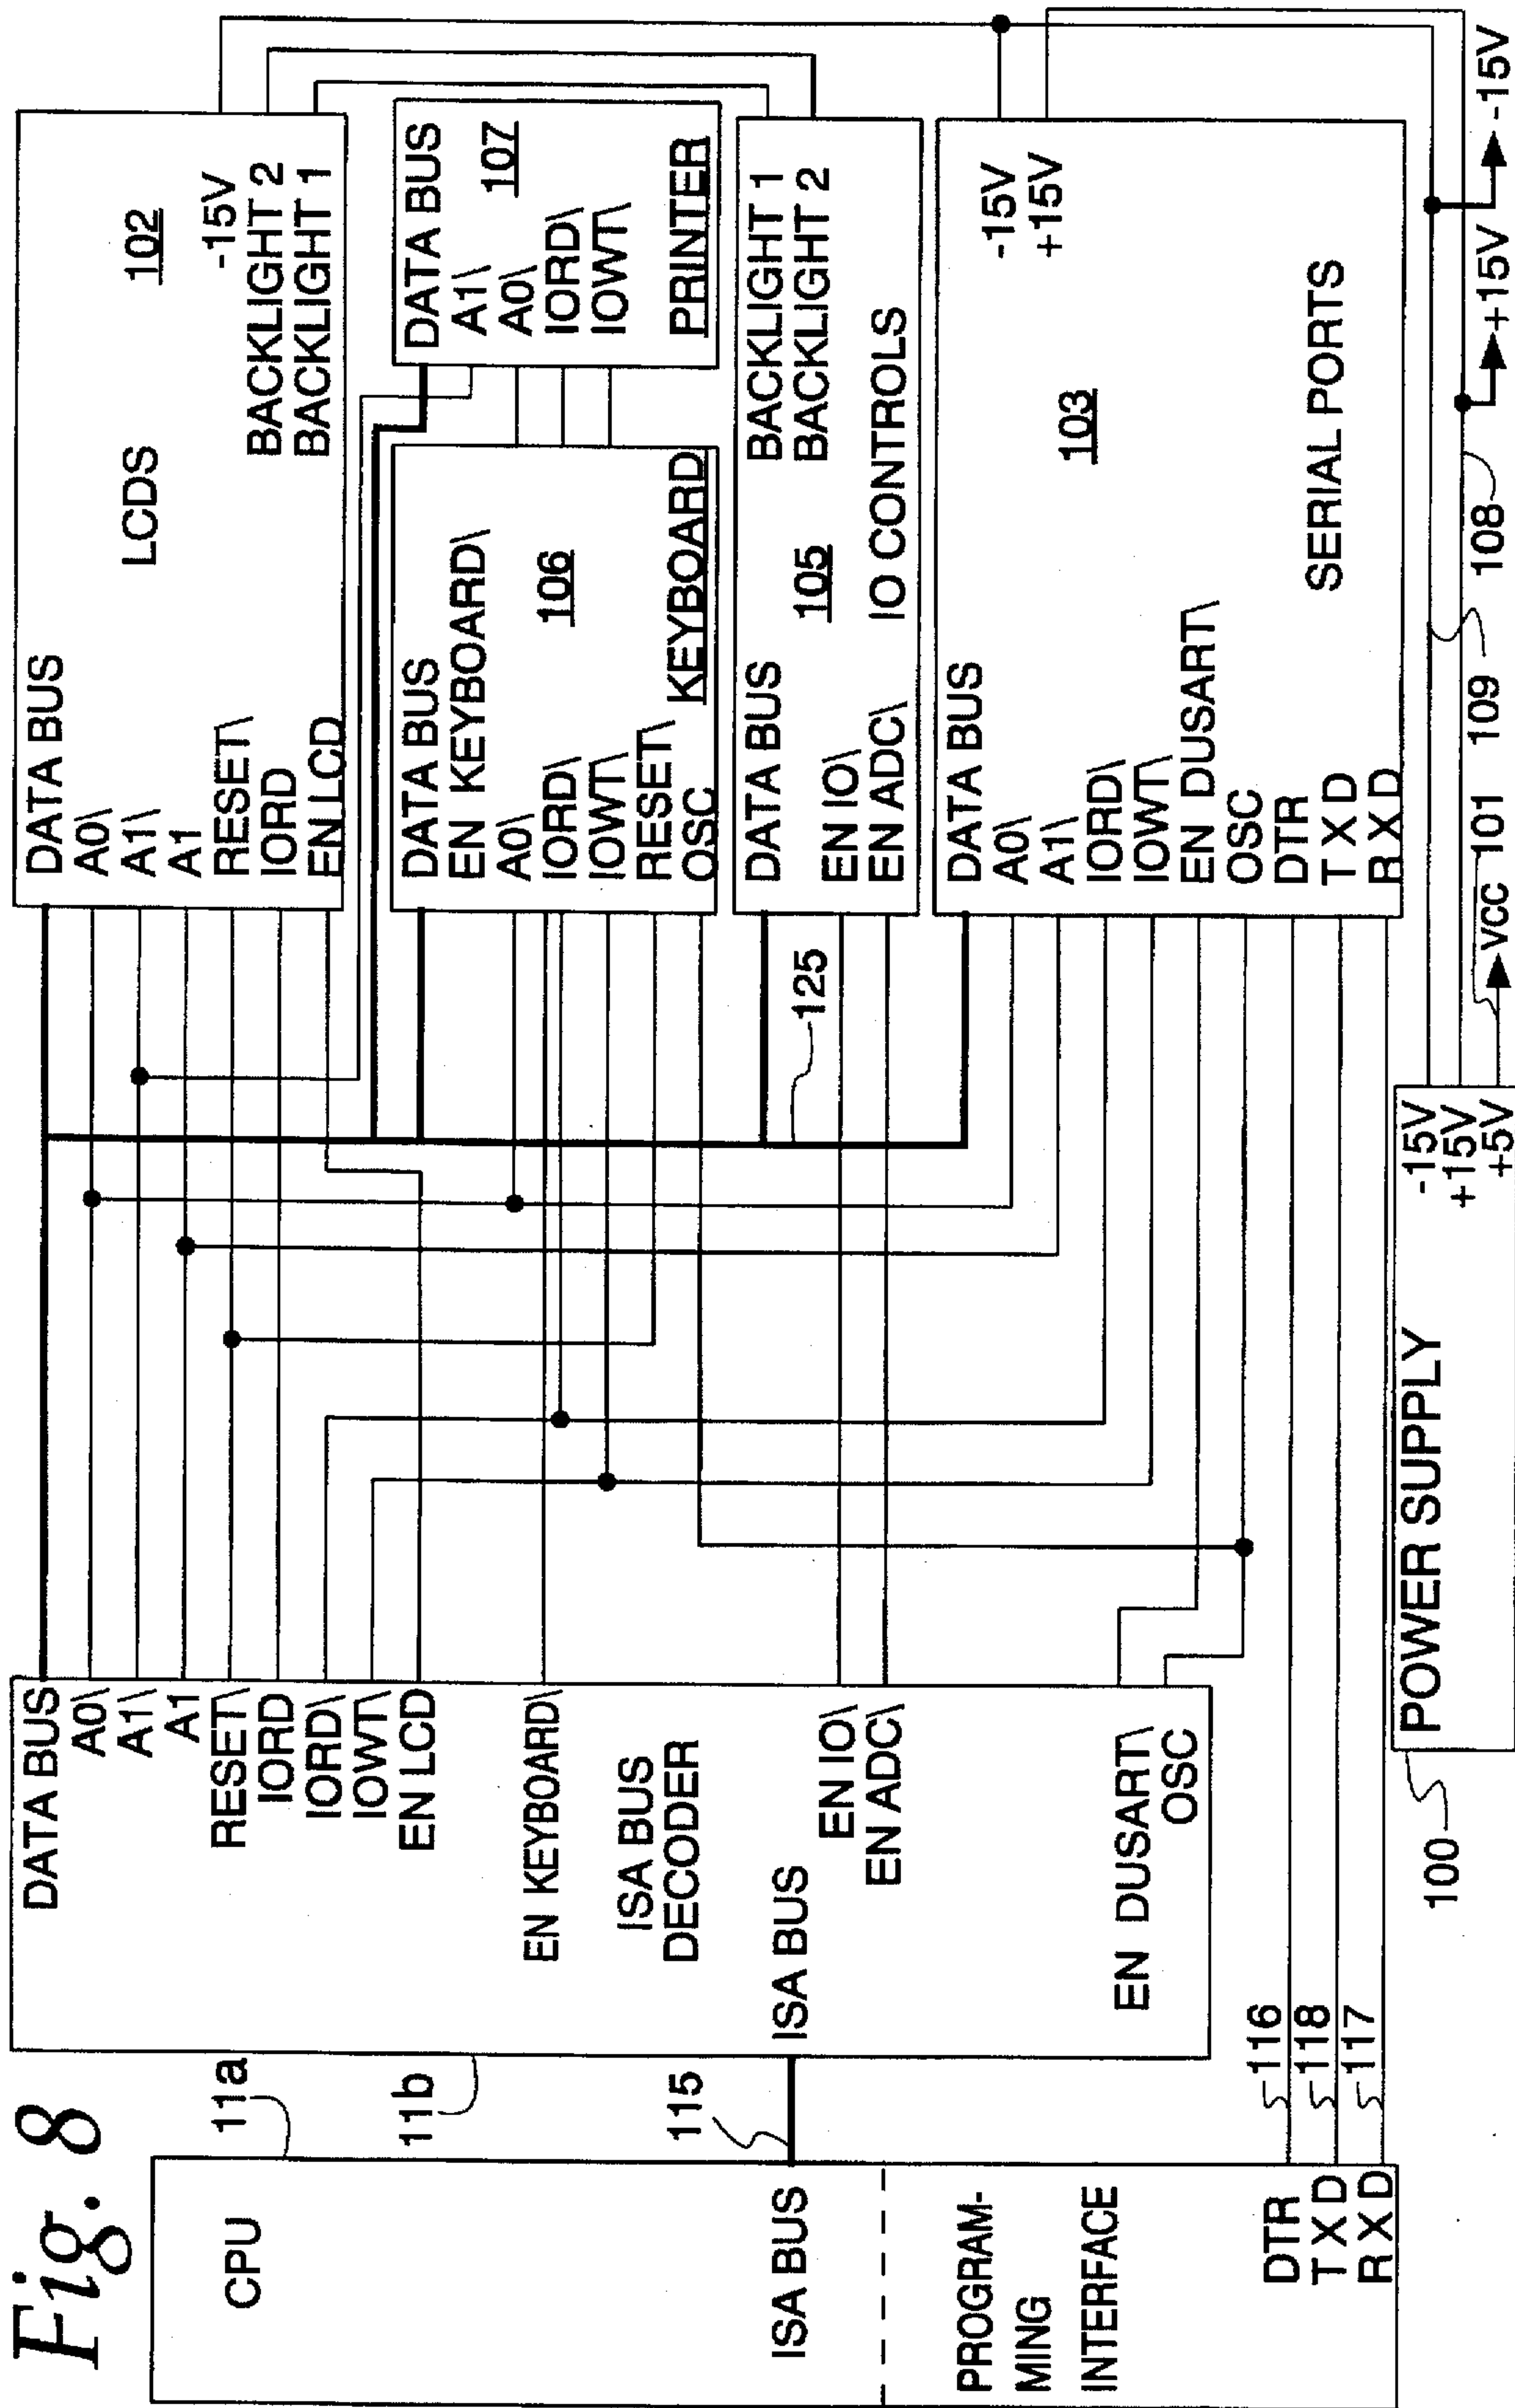 Fig. 8
CPU
11a
ISA BUS
PROGRAM-
MING
INTERFACE
DTR
T X D
R X D
11b
115
116
118
117
DATA BUS
A0\
A1\
A1
RESET\
IORD
IORD\
IOWT\
EN LCD
EN KEYBOARD\
ISA BUS
DECODER
ISA BUS
EN IO\
EN ADC\
EN DUSART\
OSC
100
POWER SUPPLY
-15V
+15V
+5V
VCC
101
109
108
+15V
-15V
125
DATA BUS
A0\
A1\
A1
RESET\
IORD
EN LCD
LCDS
102
-15V
BACKLIGHT 2
BACKLIGHT 1
DATA BUS
EN KEYBOARD\
A0\
IORD\
IOWT\
RESET\
OSC
106
KEYBOARD
DATA BUS
A1\
A0\
IORD\
IOWT\
107
PRINTER
DATA BUS
EN IO\
EN ADC\
105
IO CONTROLS
BACKLIGHT 1
BACKLIGHT 2
DATA BUS
A0\
A1\
IORD\
IOWT\
EN DUSART\
OSC
DTR
T X D
R X D
103
SERIAL PORTS
-15V
+15V